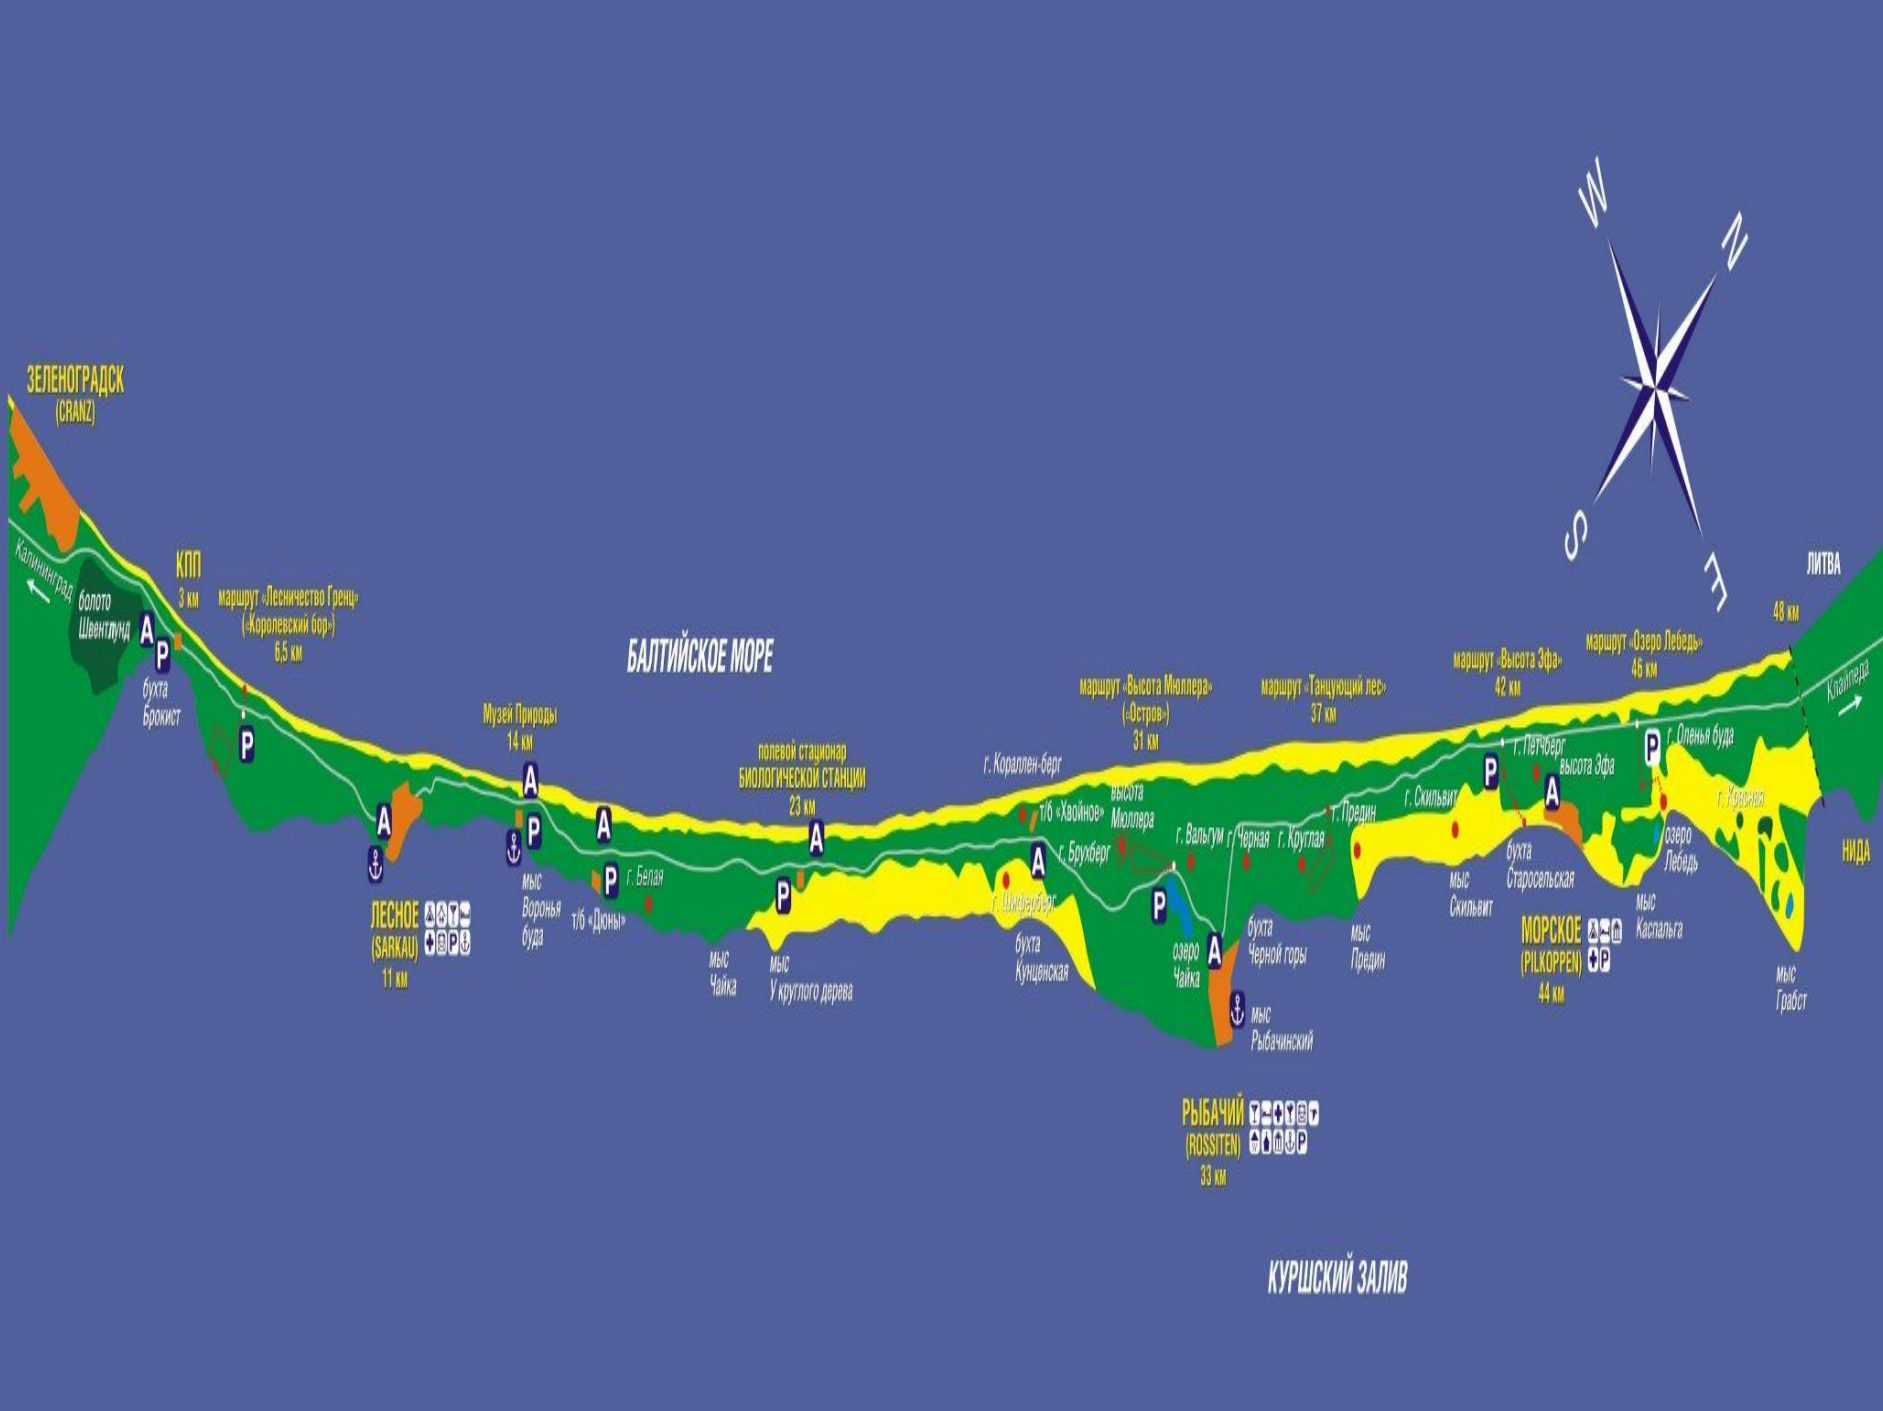 W
N
S
E
ЗЕЛЕНОГРАДСК
(CRANZ)
Калининград
болото
Швентлунд
A
P
КПП
3 км
бухта
Брокист
маршрут «Лесничество Гренц»
(«Королевский бор»)
6,5 км
P
A
ЛЕСНОЕ
(SARKAU)
11 км
P
Музей Природы
14 км
A
P
мыс
Воронья
буда
A
P
т/б «Дюны»
г. Белая
БАЛТИЙСКОЕ МОРЕ
полевой стационар
БИОЛОГИЧЕСКОЙ СТАНЦИИ
23 км
A
P
мыс
Чайка
мыс
У круглого дерева
г. Кораллен-берг
т/б «Хвойное»
A
г. Брухберг
г. Шиферберг
бухта
Кунценская
маршрут «Высота Мюллера»
(«Остров»)
31 км
высота
Мюллера
г. Вальгум
г. Черная
г. Круглая
P
озеро
Чайка
A
бухта
Черной горы
мыс
Рыбачинский
РЫБАЧИЙ
(ROSSITEN)
33 км
P
маршрут «Танцующий лес»
37 км
г. Предин
мыс
Предин
г. Скильвит
мыс
Скильвит
маршрут «Высота Эфа»
42 км
P
г. Петчберг
высота Эфа
A
бухта
Старосельская
МОРСКОЕ
(PILKOPPEN)
44 км
P
маршрут «Озеро Лебедь»
46 км
P
г. Оленья буда
озеро
Лебедь
мыс
Каспальга
г. Красная
мыс
Грабст
48 км
ЛИТВА
Клайпеда
НИДА
КУРШСКИЙ ЗАЛИВ